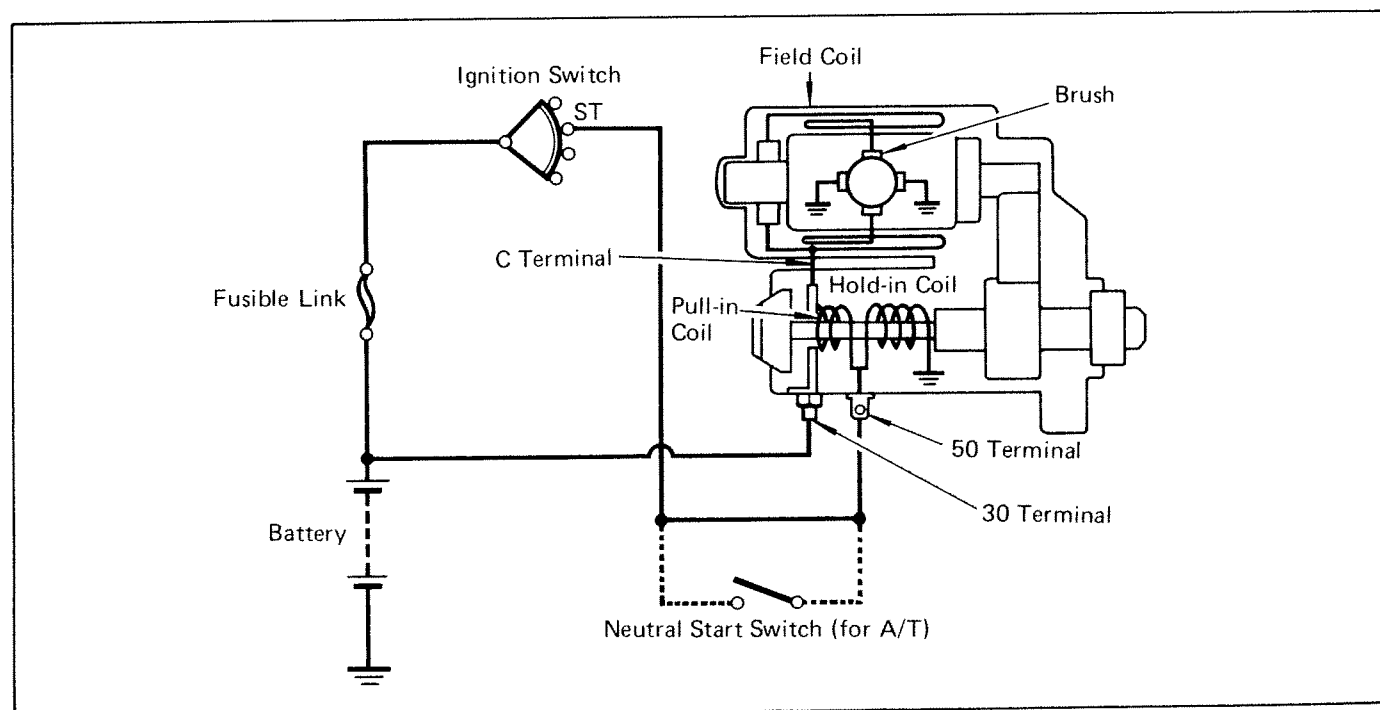 Field Coil
Ignition Switch
Brush
ST
C Terminal
Hold-in Coil
Fusible Link
Pull-in
Coil
50 Terminal
30 Terminal
Battery
Neutral Start Switch (for A/T)